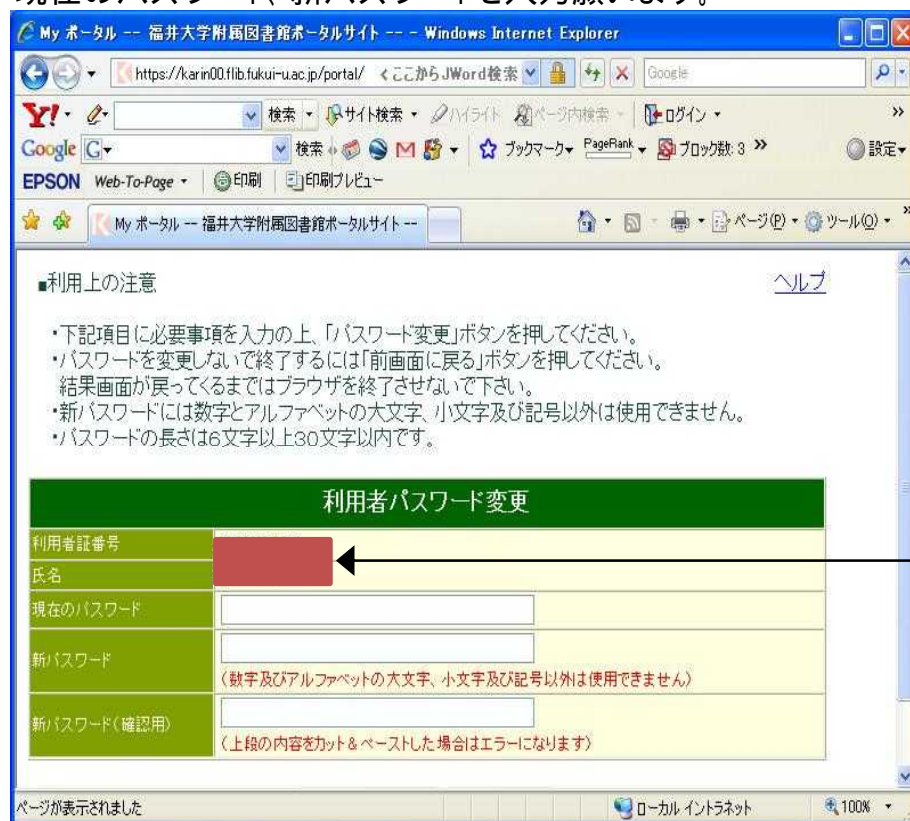 現在のパスワード、新パスワードを入力願います。
My ポータル -- 福井大学附属図書館ポータルサイト -- - Windows Internet Explorer
https://karin00.flib.fukui-u.ac.jp/portal/ くここからJWord検索 Google
Y! 検索 サイト検索 ハイライト ページ内検索 ログイン »
Google G 検索 ブックマーク PageRank ブロック数: 3 » 設定
EPSON Web-To-Page 印刷 印刷プレビュー
My ポータル -- 福井大学附属図書館ポータルサイト -- ページ(P) ツール(O) »
■利用上の注意 ヘルプ
・下記項目に必要事項を入力の上、「パスワード変更」ボタンを押してください。
・パスワードを変更しないで終了するには「前画面に戻る」ボタンを押してください。
結果画面が戻ってくるまではブラウザを終了させないで下さい。
・新パスワードには数字とアルファベットの大文字、小文字及び記号以外は使用できません。
・パスワードの長さは6文字以上30文字以内です。
利用者パスワード変更
利用者証番号
氏名
現在のパスワード
新パスワード
(数字及びアルファベットの大文字、小文字及び記号以外は使用できません)
新パスワード(確認用)
(上段の内容をカット&ペーストした場合はエラーになります)
ページが表示されました ローカル イントラネット 100%